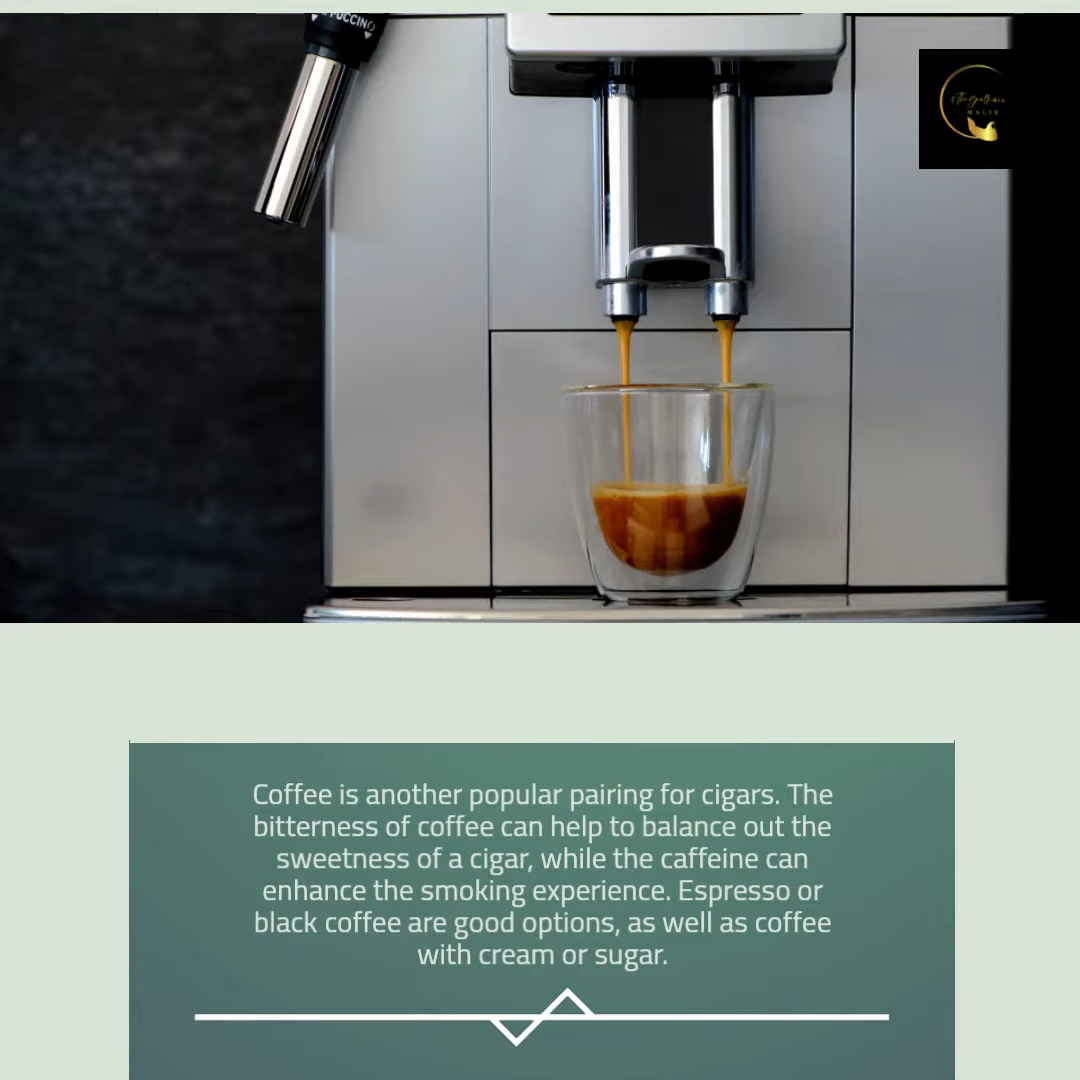 MALIK
Coffee is another popular pairing for cigars. The
bitterness of coffee can help to balance out the
sweetness of a cigar, while the caffeine can
enhance the smoking experience. Espresso or
black coffee are good options, as well as coffee
with cream or sugar.